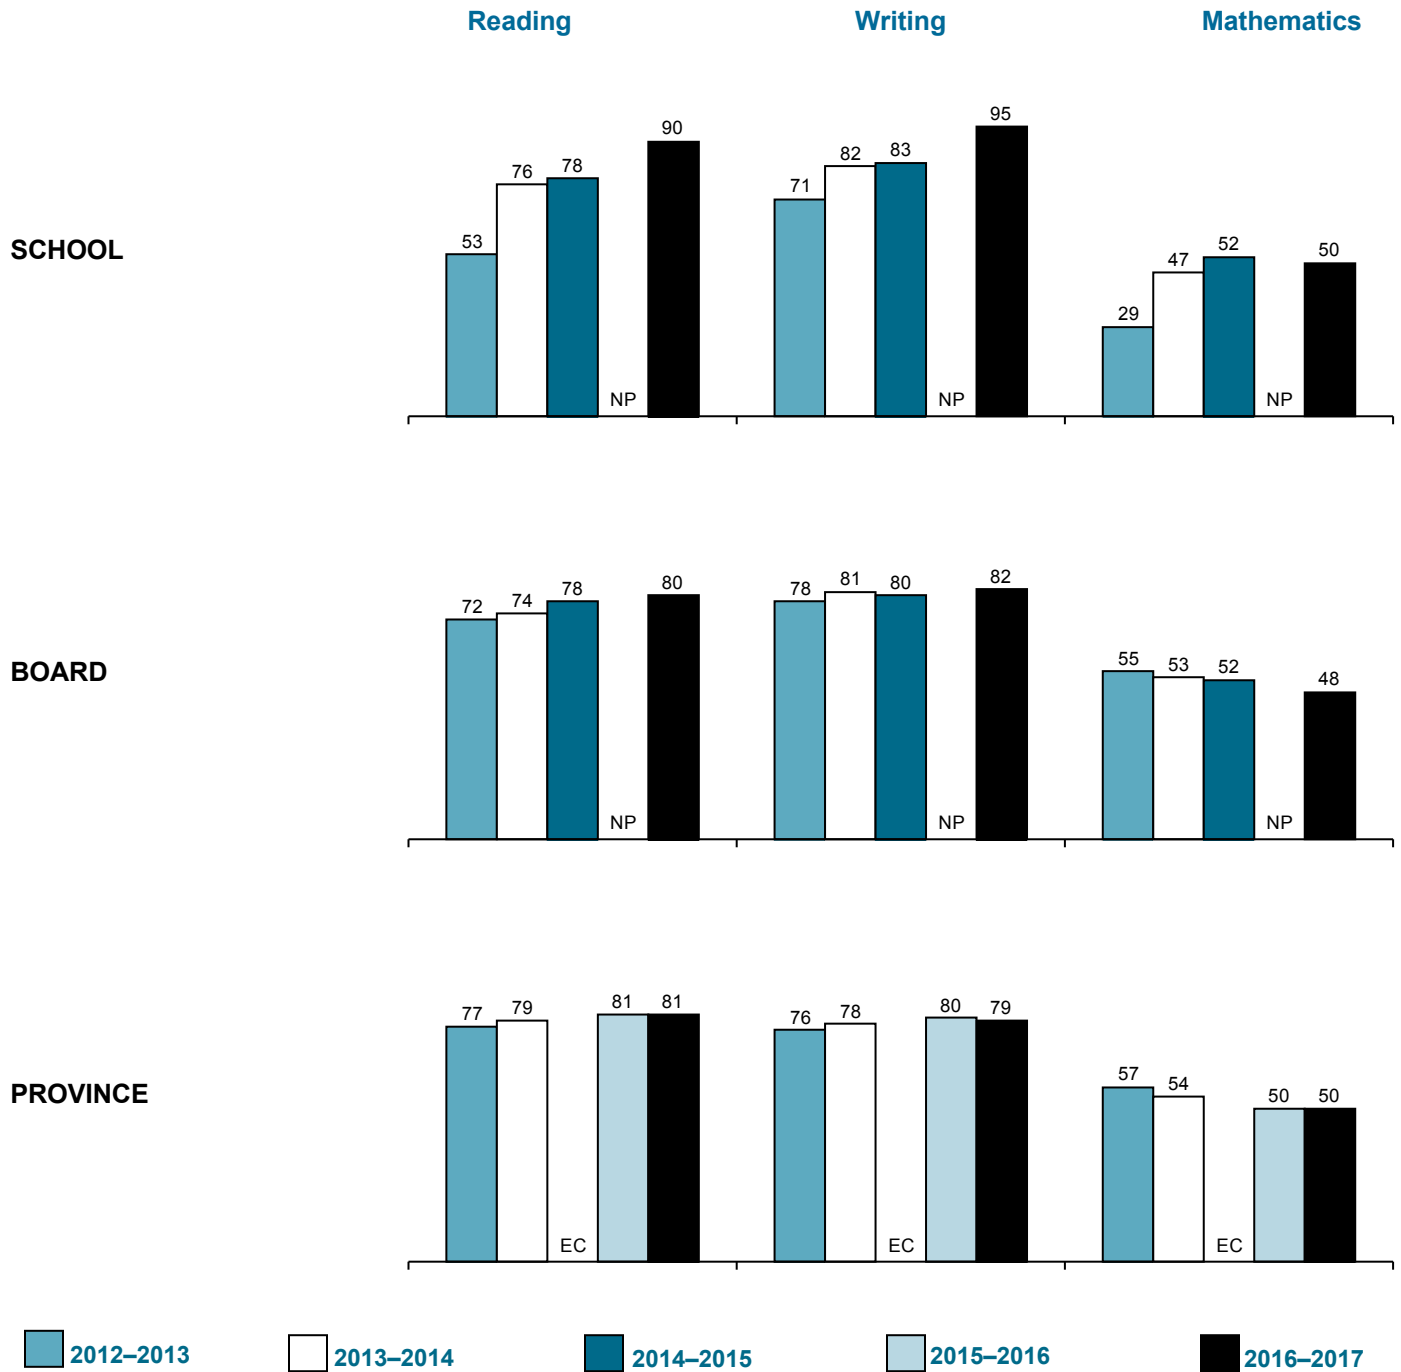 Reading Writing Mathematics
SCHOOL
53 76 78 NP 90
71 82 83 NP 95
29 47 52 NP 50
BOARD
72 74 78 NP 80
78 81 80 NP 82
55 53 52 NP 48
PROVINCE
77 79 EC 81 81
76 78 EC 80 79
57 54 EC 50 50
2012–2013 2013–2014 2014–2015 2015–2016 2016–2017